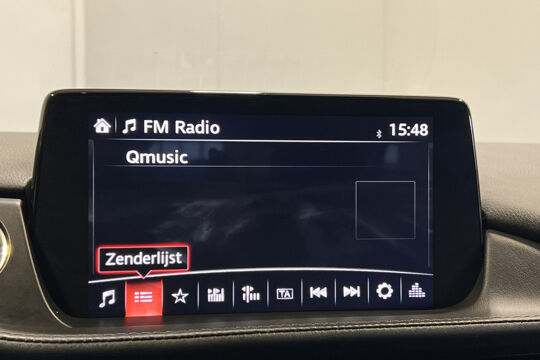 FM Radio
15:48
Qmusic
Zenderlijst
TA